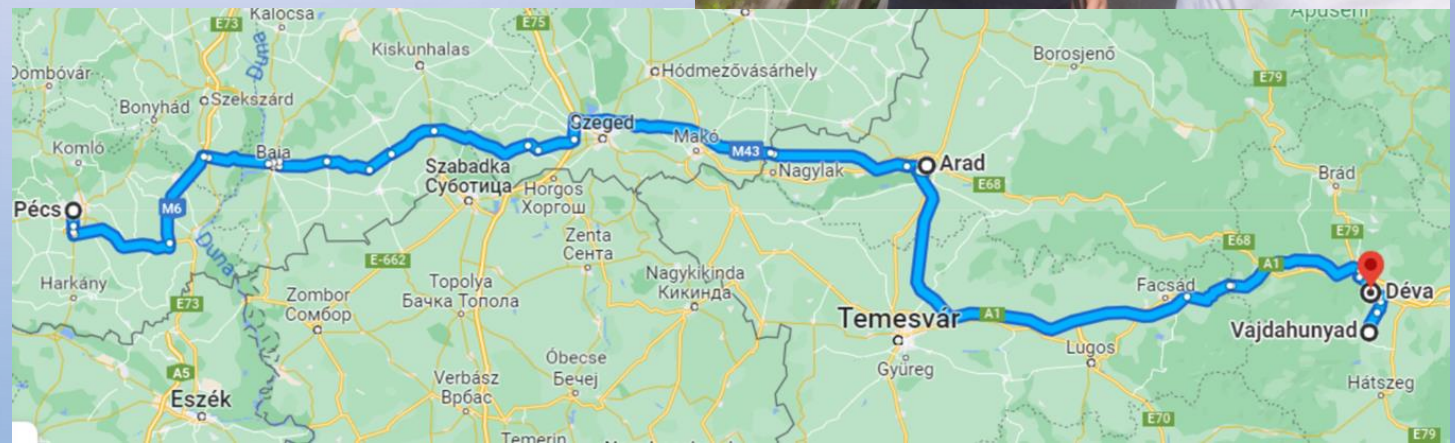 Kalocsa
E73
E75
Apuseni
Duna
Kiskunhalas
Borosjenő
Dombóvár
Hódmezővásárhely
E79
Bonyhád
Szekszárd
Szeged
Komló
Baja
Makó
M43
Szabadka
Суботица
Nagylak
Arad
E68
Brád
Horgos
Хоргош
Pécs
M6
Duna
Zenta
Сента
E79
E68
A1
E-662
Harkány
Topolya
Бачка Топола
Nagykikinda
Кикинда
Facsád
Déva
Zombor
Сомбор
E73
Temesvár
A1
Vajdahunyad
Lugos
Óbecse
Бечеј
Gyüreg
A5
Verbász
Врбас
Hátszeg
Eszék
E70
Temerin
E79